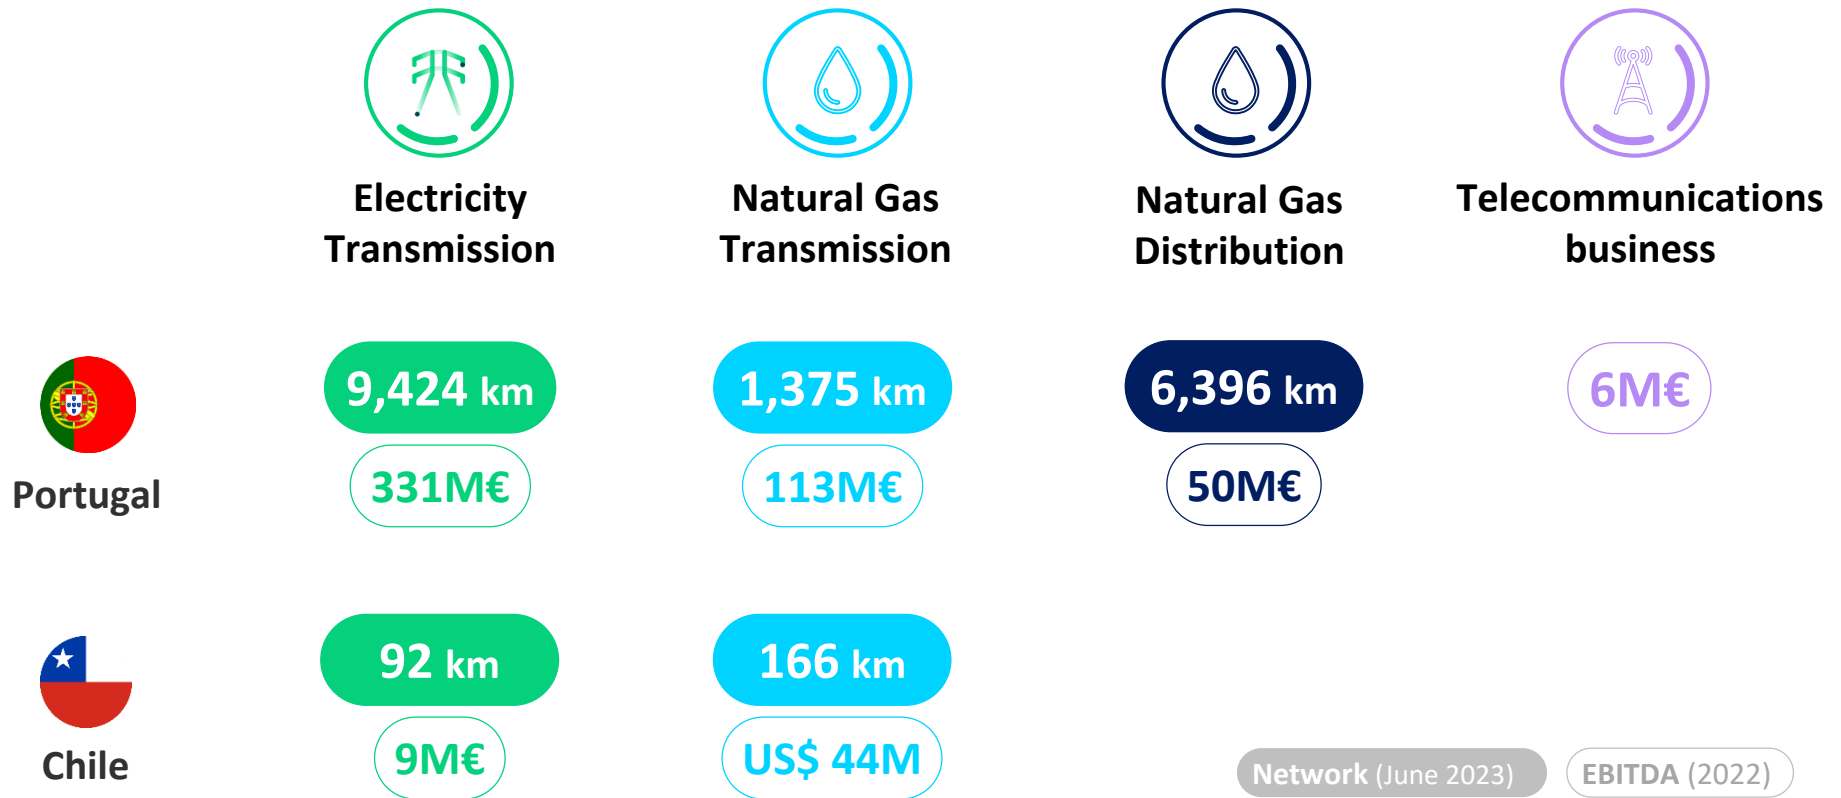 Electricity
Transmission
Natural Gas
Transmission
Natural Gas
Distribution
Telecommunications
business
Portugal
9,424 km
1,375 km
6,396 km
6M€
331M€
113M€
50M€
Chile
92 km
166 km
9M€
US$ 44M
Network (June 2023)
EBITDA (2022)